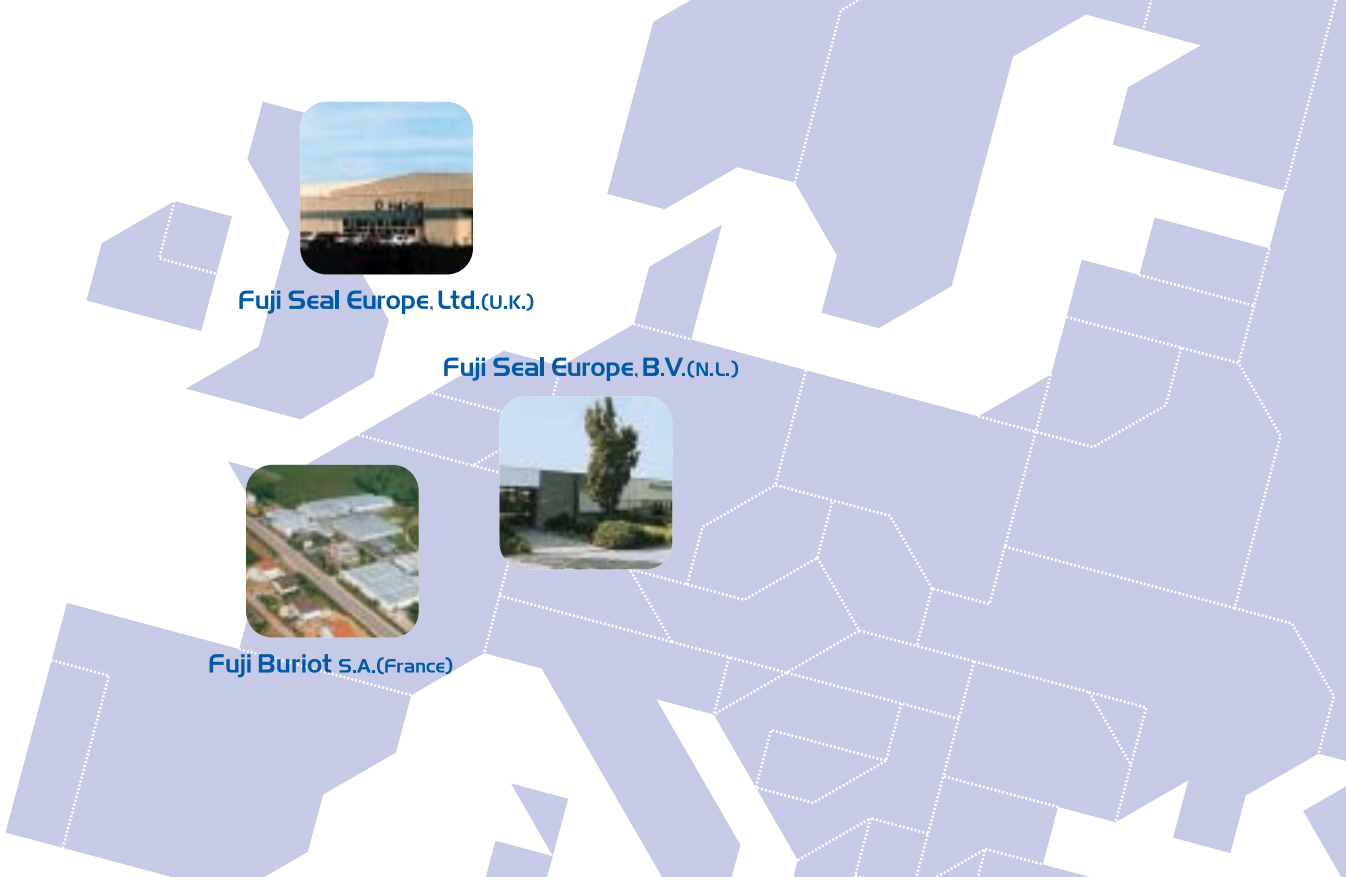 Fuji Seal Europe, Ltd.(U.K.)
Fuji Seal Europe, B.V.(N.L.)
Fuji Buriot S.A.(France)